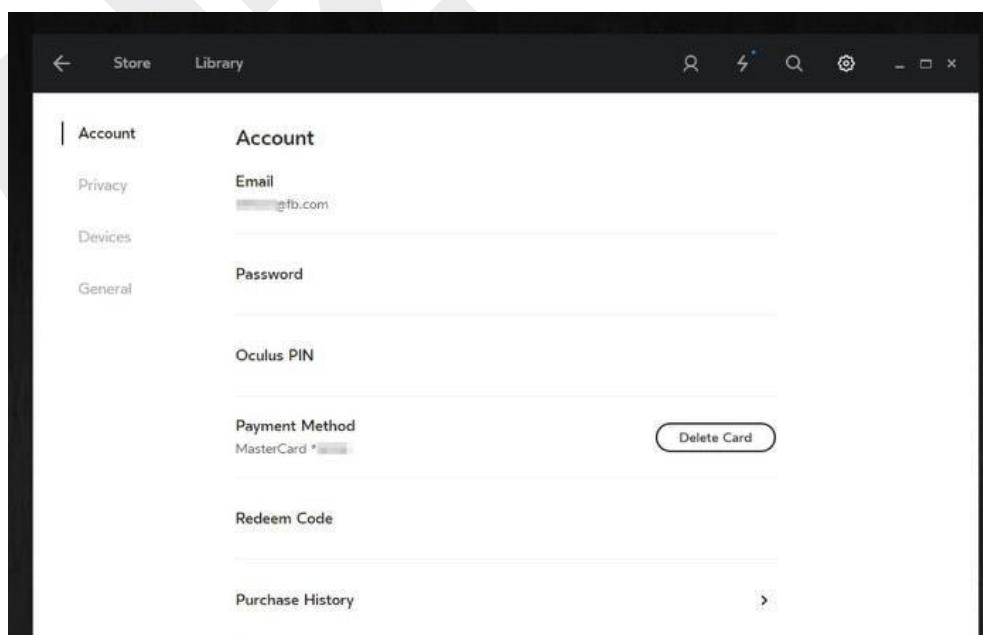 Store Library
Account
Privacy
Devices
General
Account
Email
@fb.com
Password
Oculus PIN
Payment Method
MasterCard *
Delete Card
Redeem Code
Purchase History